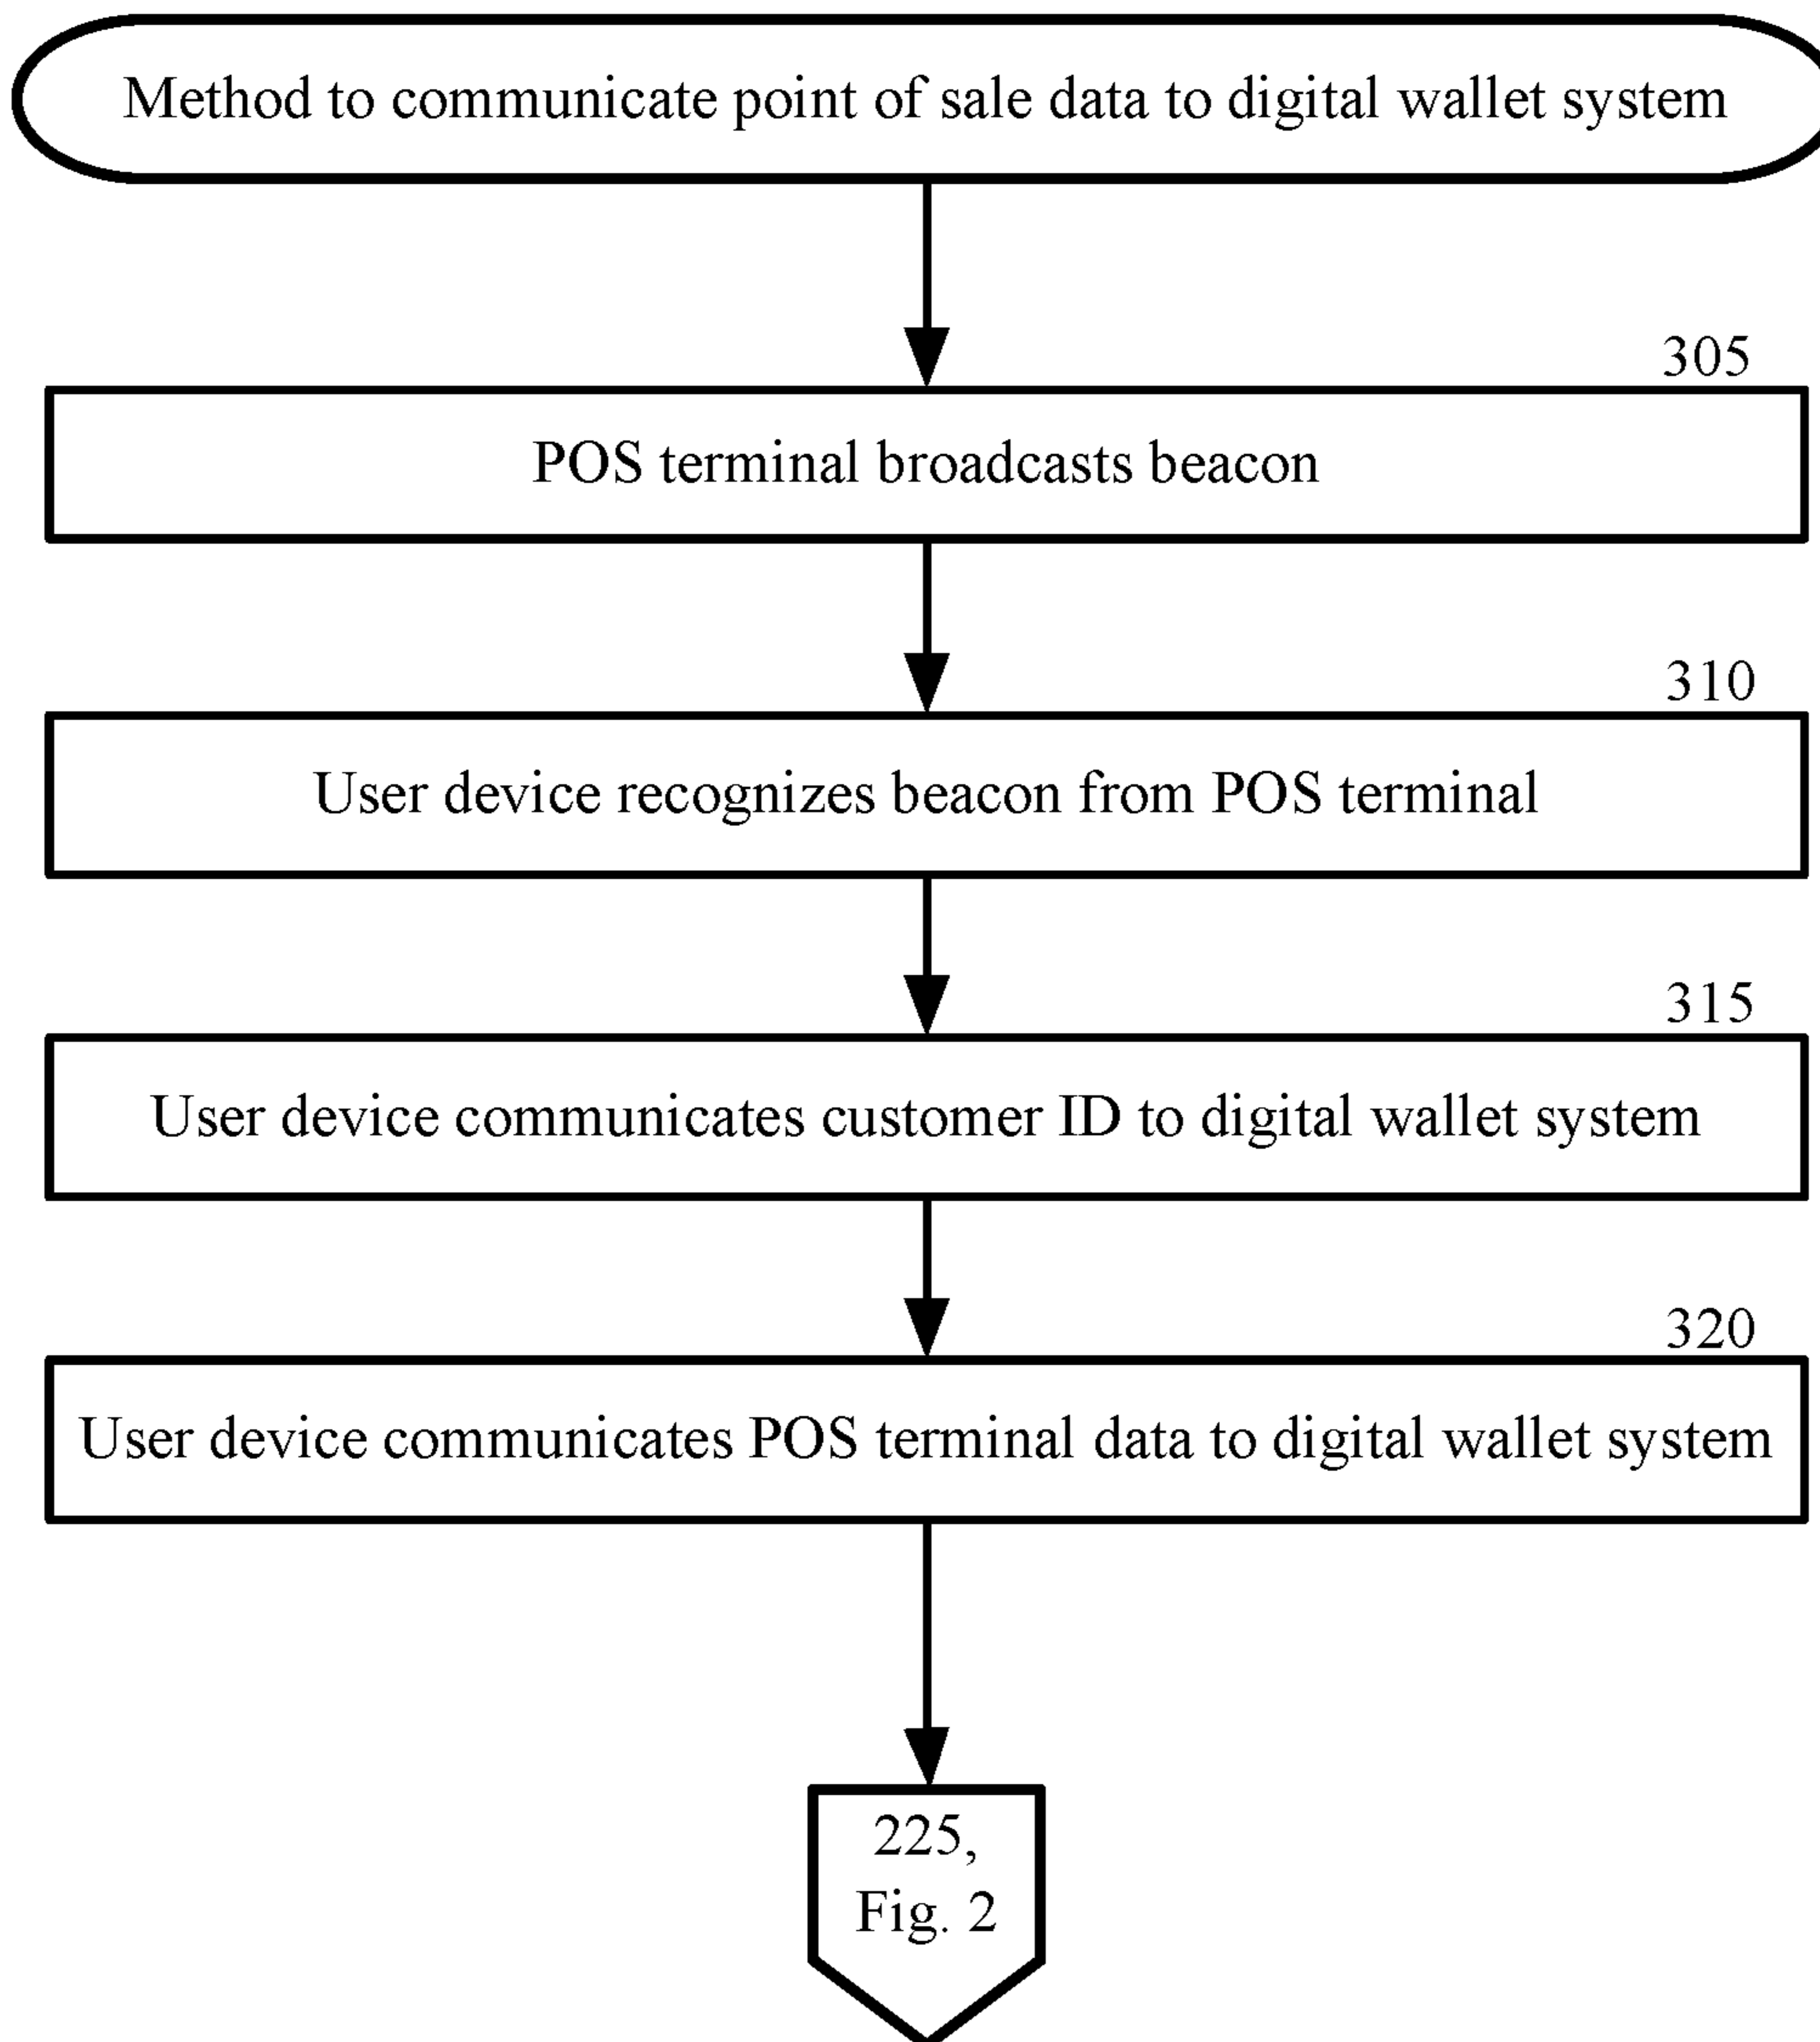 Method to communicate point of sale data to digital wallet system
305
POS terminal broadcasts beacon
310
User device recognizes beacon from POS terminal
315
User device communicates customer ID to digital wallet system
320
User device communicates POS terminal data to digital wallet system
225,
Fig. 2